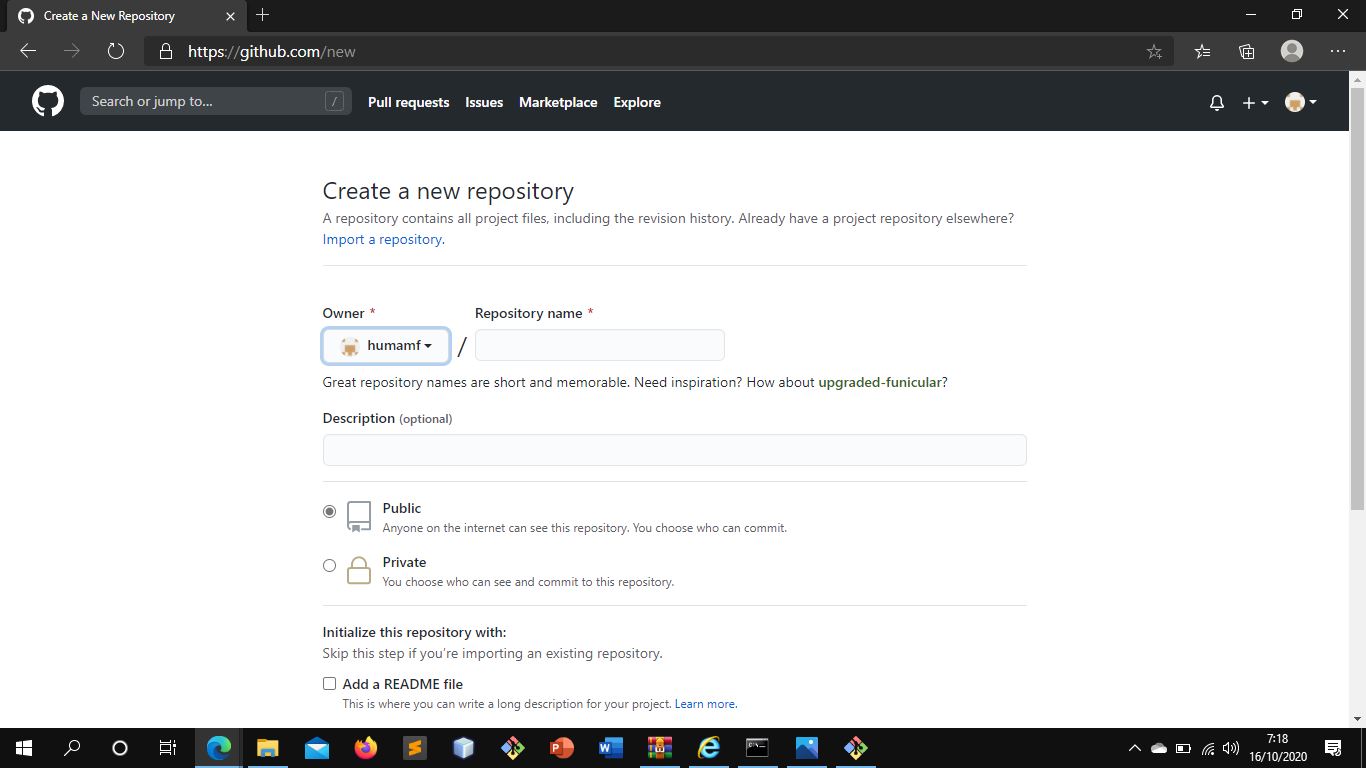 Create a New Repository
https://github.com/new
Search or jump to... /
Pull requests Issues Marketplace Explore
Create a new repository
A repository contains all project files, including the revision history. Already have a project repository elsewhere?
Import a repository.
Owner * Repository name *
humamf /
Great repository names are short and memorable. Need inspiration? How about upgraded-funicular?
Description (optional)
Public
Anyone on the internet can see this repository. You choose who can commit.
Private
You choose who can see and commit to this repository.
Initialize this repository with:
Skip this step if you're importing an existing repository.
Add a README file
This is where you can write a long description for your project. Learn more.
7:18
16/10/2020